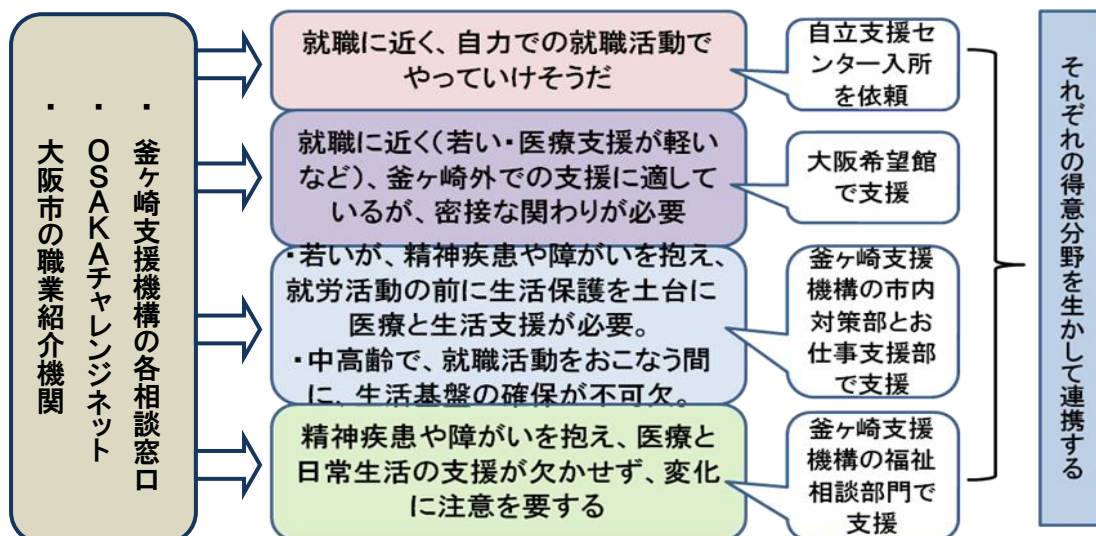 ・釜ヶ崎支援機構の各相談窓口
・OSAKAチャレンジネット
・大阪市の職業紹介機関
就職に近く、自力での就職活動で
やっていけそうだ
自立支援セ
ンター入所
を依頼
就職に近く(若い・医療支援が軽い
など)、釜ヶ崎外での支援に適して
いるが、密接な関わりが必要
大阪希望館
で支援
・若いが、精神疾患や障がいを抱え、
就労活動の前に生活保護を土台に
医療と生活支援が必要。
・中高齢で、就職活動をおこなう間
に、生活基盤の確保が不可欠。
釜ヶ崎支援
機構の市内
対策部とお
仕事支援部
で支援
精神疾患や障がいを抱え、医療と
日常生活の支援が欠かせず、変化
に注意を要する
釜ヶ崎支援
機構の福祉
相談部門で
支援
それぞれの得意分野を生かして連携する